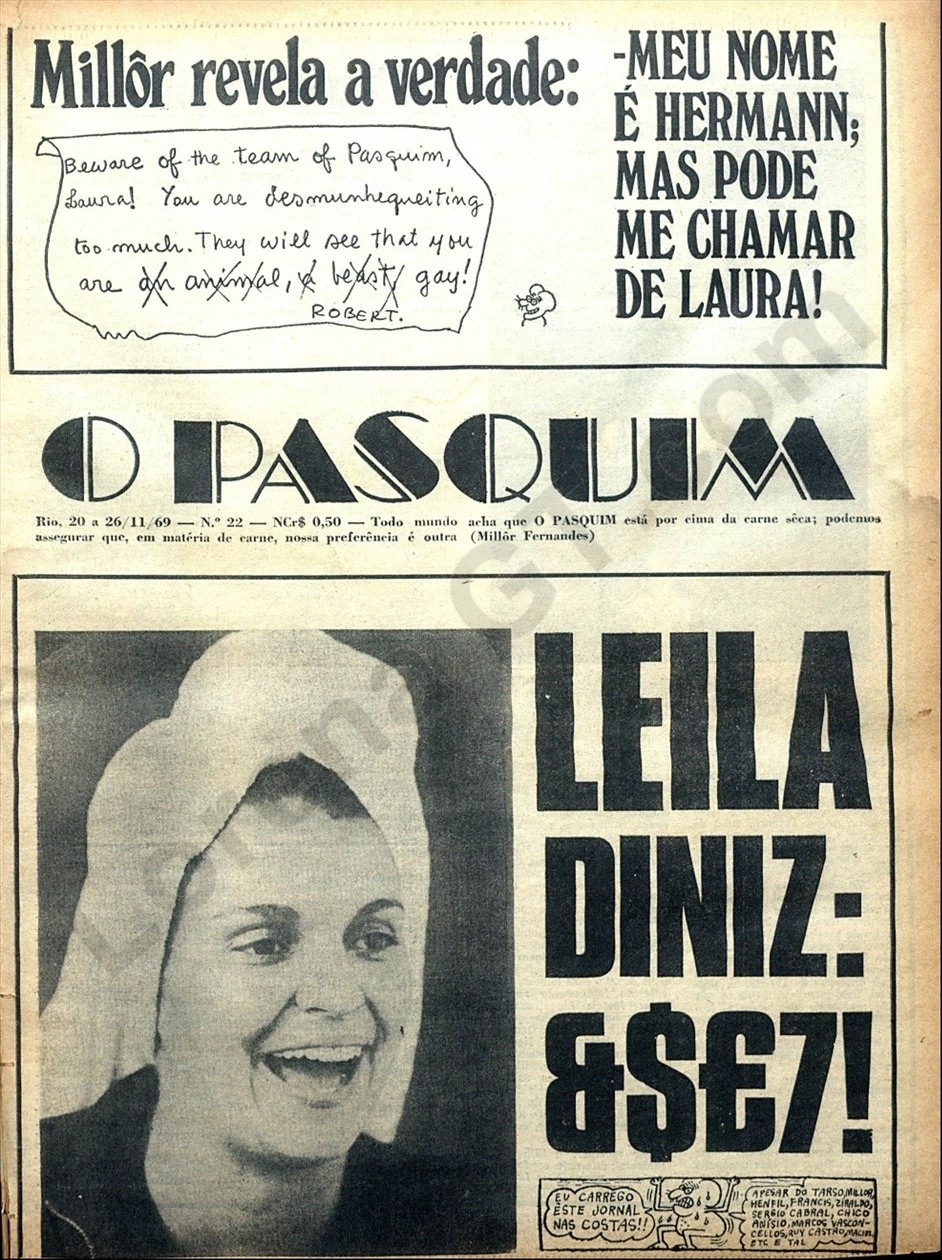 Millôr revela a verdade:
-MEU NOME
É HERMANN;
MAS PODE
ME CHAMAR
DE LAURA!
Beware of the team of Pasquim,
Laura! You are desmunhequeiting
too much. They will see that you
are an animal, a beast, gay!
ROBERT.
O PASQUIM
Rio, 20 a 26/11/69 — N.º 22 — NCr$ 0,50 — Todo mundo acha que O PASQUIM está por cima da carne sêca; podemos
assegurar que, em matéria de carne, nossa preferência é outra (Millôr Fernandes)
LEILA
DINIZ:
&$£7!
EU CARREGO
ESTE JORNAL
NAS COSTAS!!
APESAR DO TARSO, MILLOR,
HENFIL, FRANCIS, ZIRALDO,
SERGIO CABRAL, CHICO
ANÍSIO, MARCOS VASCON-
CELLOS, RUY CASTRO, MACIEL
ETC E TAL